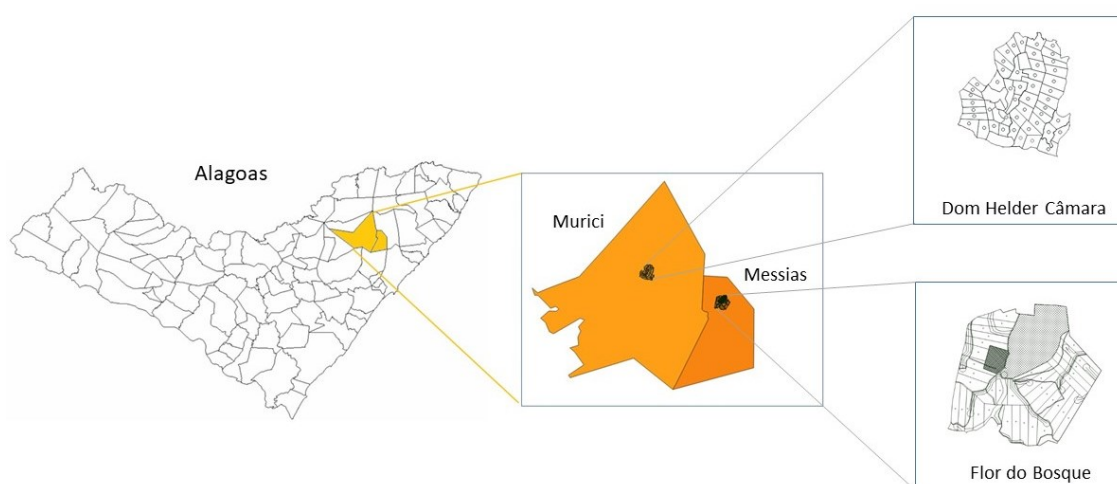 Alagoas
Murici
Messias
Dom Helder Câmara
Flor do Bosque